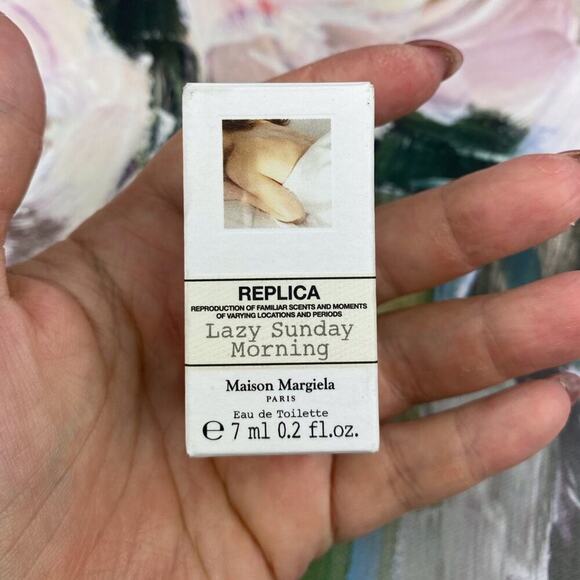 REPLICA
REPRODUCTION OF FAMILIAR SCENTS AND MOMENTS
OF VARYING LOCATIONS AND PERIODS
Lazy Sunday
Morning
Maison Margiela
PARIS
Eau de Toilette
℮ 7 ml 0.2 fl.oz.